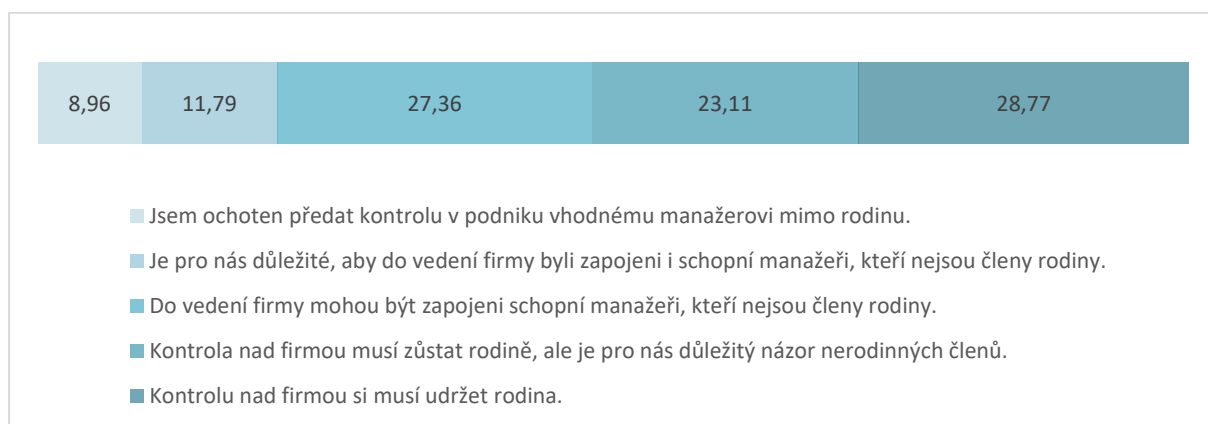 8,96 11,79 27,36 23,11 28,77
Jsem ochoten předat kontrolu v podniku vhodnému manažerovi mimo rodinu.
Je pro nás důležité, aby do vedení firmy byli zapojeni i schopní manažeři, kteří nejsou členy rodiny.
Do vedení firmy mohou být zapojeni schopní manažeři, kteří nejsou členy rodiny.
Kontrola nad firmou musí zůstat rodině, ale je pro nás důležitý názor nerodinných členů.
Kontrolu nad firmou si musí udržet rodina.